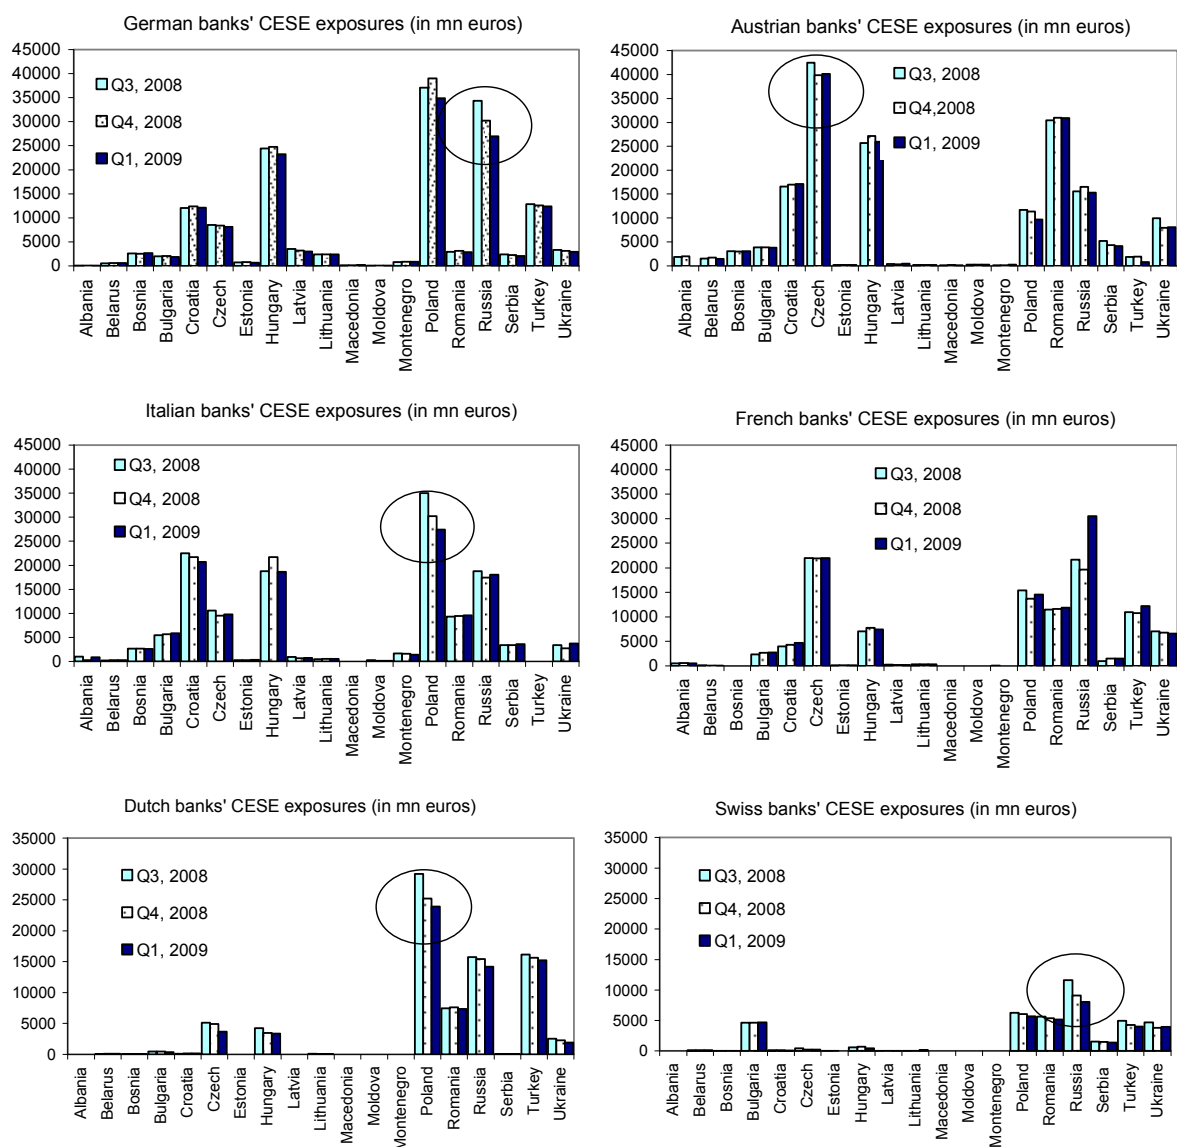 German banks' CESE exposures (in mn euros)
45000
40000
35000
30000
25000
20000
15000
10000
5000
0
Q3, 2008
Q4, 2008
Q1, 2009
Albania
Belarus
Bosnia
Bulgaria
Croatia
Czech
Estonia
Hungary
Latvia
Lithuania
Macedonia
Moldova
Montenegro
Poland
Romania
Russia
Serbia
Turkey
Ukraine
Austrian banks' CESE exposures (in mn euros)
45000
40000
35000
30000
25000
20000
15000
10000
5000
0
Q3, 2008
Q4,2008
Q1, 2009
Albania
Belarus
Bosnia
Bulgaria
Croatia
Czech
Estonia
Hungary
Latvia
Lithuania
Macedonia
Moldova
Montenegro
Poland
Romania
Russia
Serbia
Turkey
Ukraine
Italian banks' CESE exposures (in mn euros)
45000
40000
35000
30000
25000
20000
15000
10000
5000
0
Q3, 2008
Q4, 2008
Q1, 2009
Albania
Belarus
Bosnia
Bulgaria
Croatia
Czech
Estonia
Hungary
Latvia
Lithuania
Macedonia
Moldova
Montenegro
Poland
Romania
Russia
Serbia
Turkey
Ukraine
French banks' CESE exposures (in mn euros)
45000
40000
35000
30000
25000
20000
15000
10000
5000
0
Q3, 2008
Q4, 2008
Q1, 2009
Albania
Belarus
Bosnia
Bulgaria
Croatia
Czech
Estonia
Hungary
Latvia
Lithuania
Macedonia
Moldova
Montenegro
Poland
Romania
Russia
Serbia
Turkey
Ukraine
Dutch banks' CESE exposures (in mn euros)
35000
30000
25000
20000
15000
10000
5000
0
Q3, 2008
Q4, 2008
Q1, 2009
Albania
Belarus
Bosnia
Bulgaria
Croatia
Czech
Estonia
Hungary
Latvia
Lithuania
Macedonia
Moldova
Montenegro
Poland
Romania
Russia
Serbia
Turkey
Ukraine
Swiss banks' CESE exposures (in mn euros)
35000
30000
25000
20000
15000
10000
5000
0
Q3, 2008
Q4, 2008
Q1, 2009
Albania
Belarus
Bosnia
Bulgaria
Croatia
Czech
Estonia
Hungary
Latvia
Lithuania
Macedonia
Moldova
Montenegro
Poland
Romania
Russia
Serbia
Turkey
Ukraine